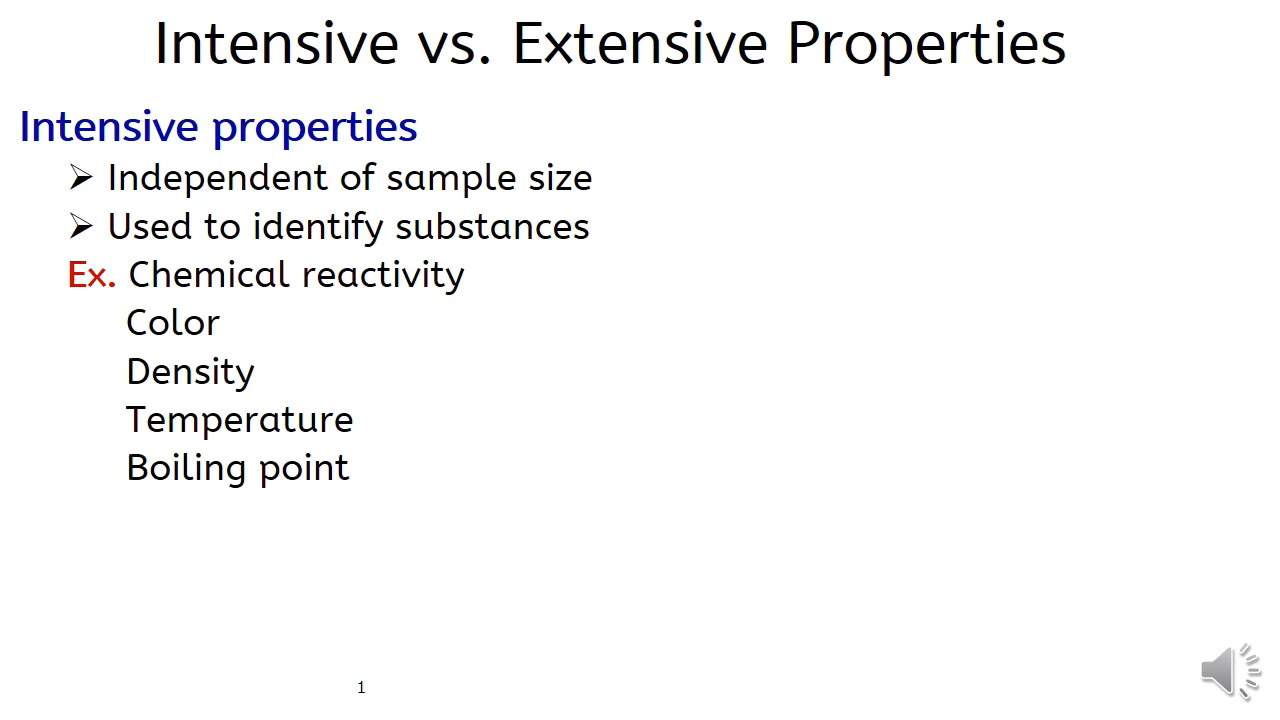 Intensive vs. Extensive Properties
Intensive properties
➢ Independent of sample size
➢ Used to identify substances
Ex. Chemical reactivity
Color
Density
Temperature
Boiling point
1